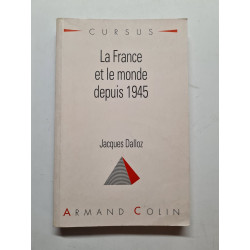 CURSUS
La France
et le monde
depuis 1945
Jacques Dalloz
ARMAND COLIN